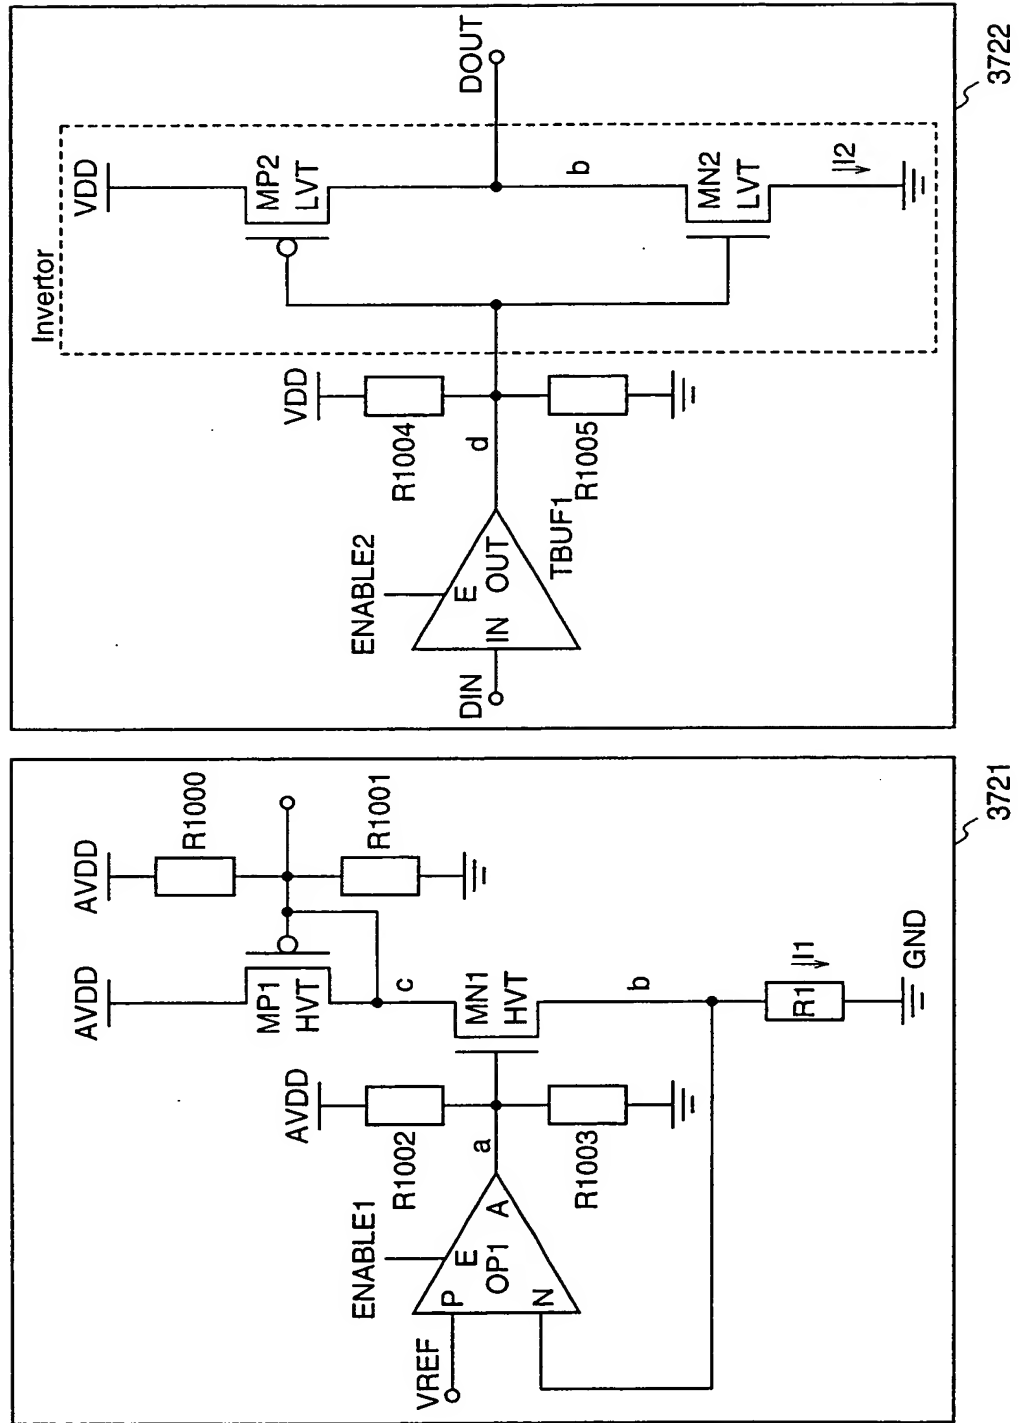 AVDD
AVDD
R1000
MP1
HVT
R1001
c
AVDD
R1002
ENABLE1
VREF
P
E
OP1
A
N
a
MN1
HVT
R1003
b
R1
I1
GND
3721
Invertor
VDD
MP2
LVT
DOUT
VDD
R1004
ENABLE2
DIN
IN
E
OUT
TBUF1
d
R1005
b
MN2
LVT
I2
3722